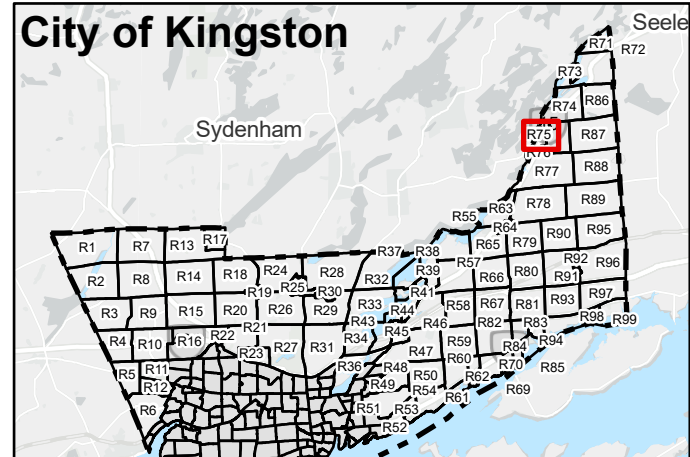 City of Kingston
Seele
Sydenham
R71
R72
R73
R74
R86
R75
R87
R76
R77
R88
R78
R89
R63
R55
R64
R90
R95
R1
R7
R13
R17
R37
R38
R65
R79
R57
R92
R96
R2
R8
R14
R18
R24
R28
R32
R39
R66
R80
R91
R25
R19
R30
R41
R97
R3
R9
R15
R20
R26
R29
R33
R44
R58
R67
R81
R93
R98
R99
R43
R46
R82
R83
R4
R10
R16
R22
R21
R34
R45
R59
R84
R94
R23
R27
R31
R47
R60
R70
R85
R5
R11
R36
R48
R12
R49
R50
R62
R69
R54
R61
R6
R51
R53
R52